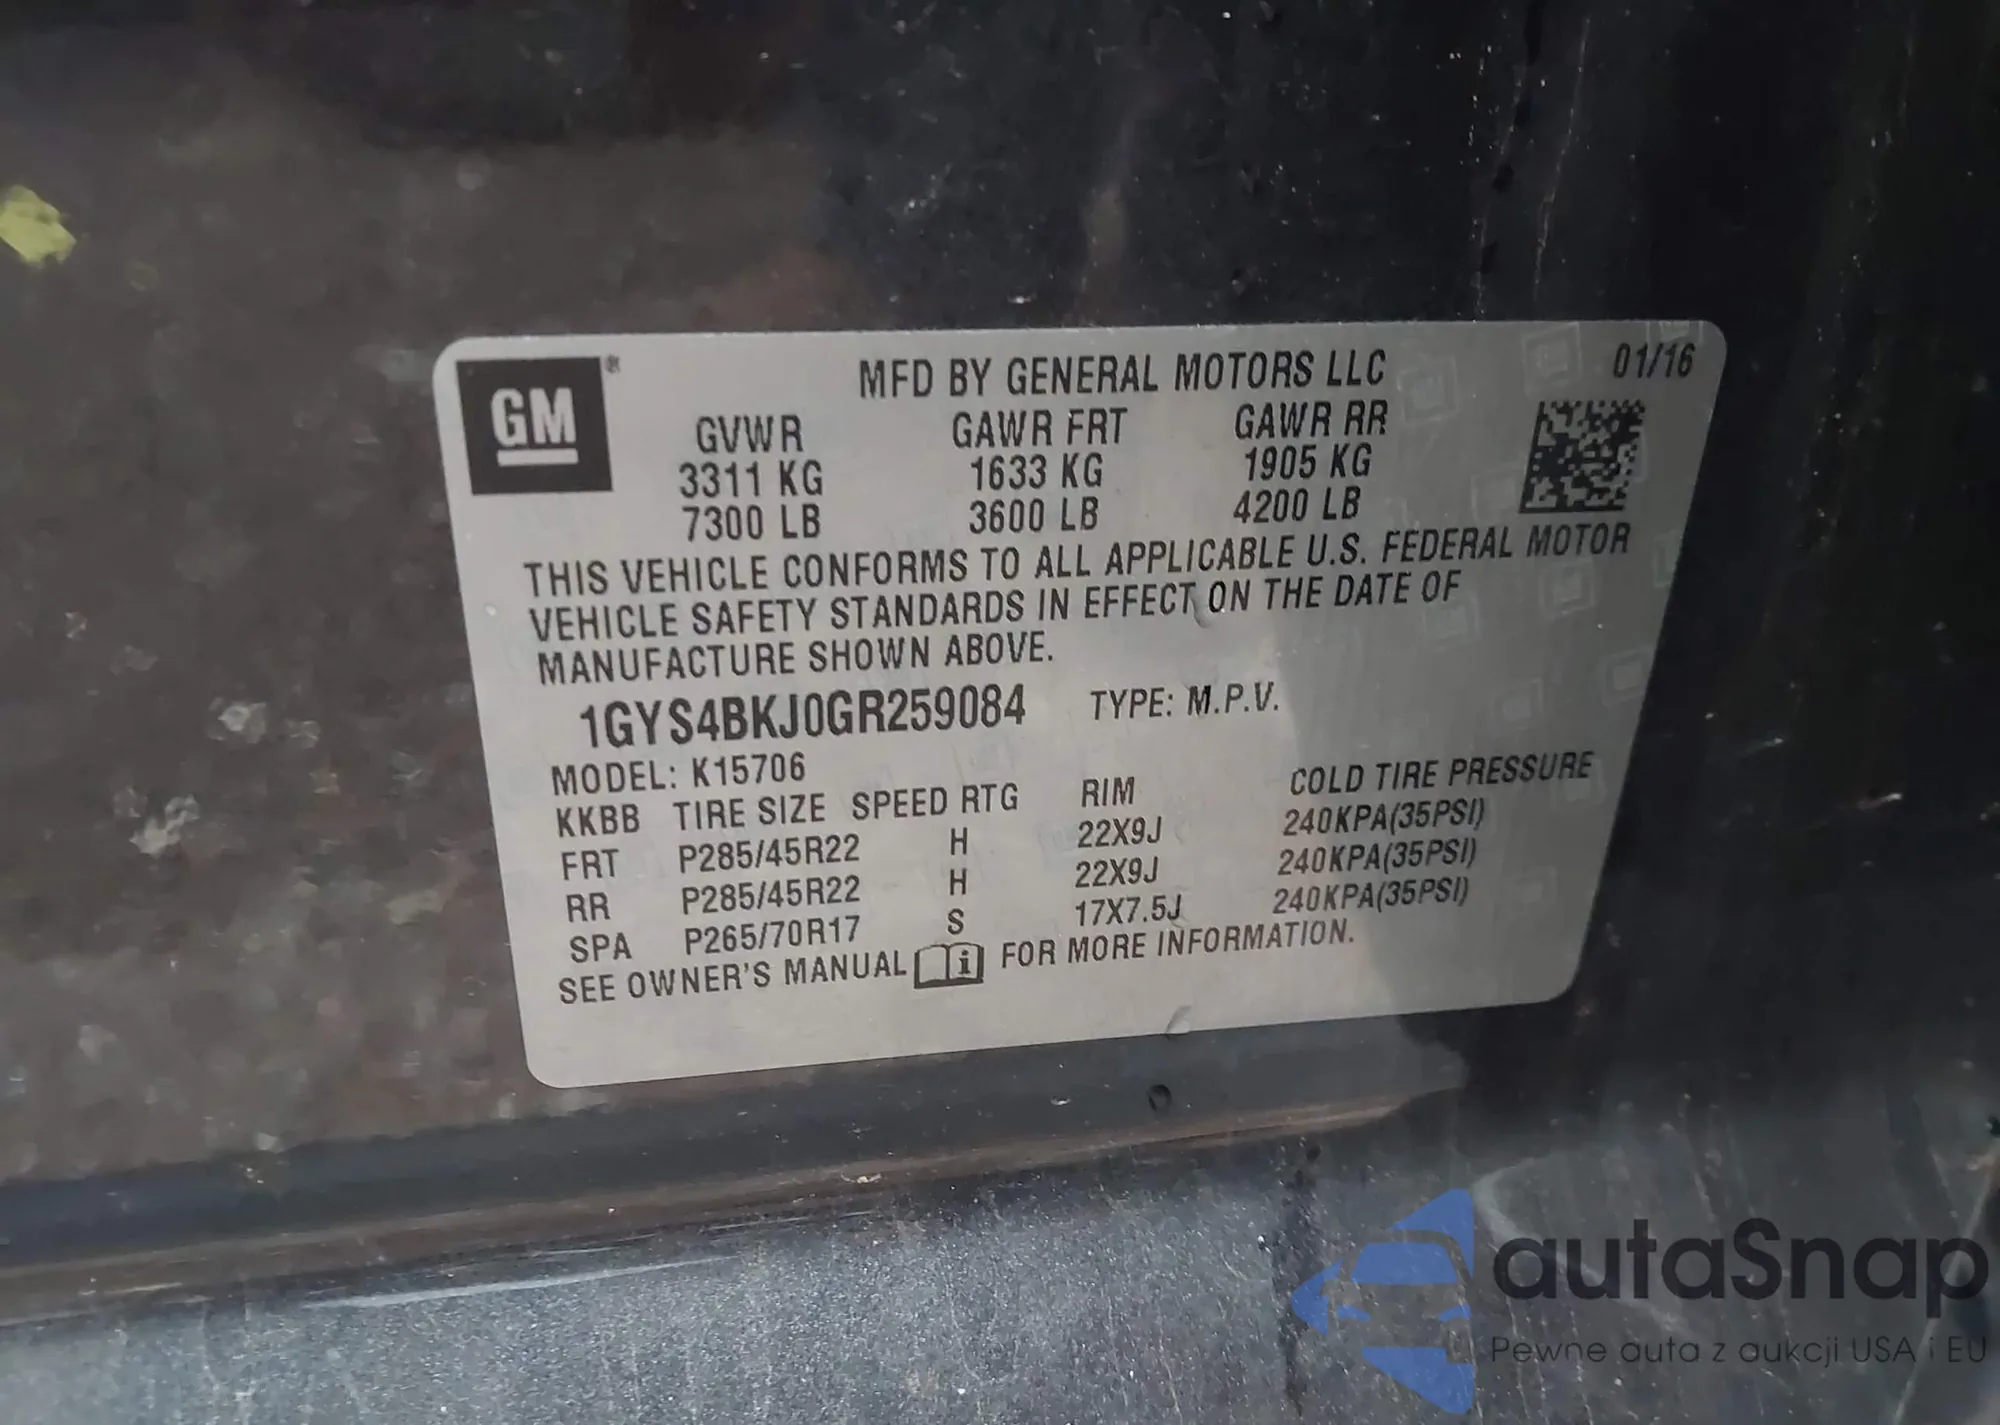 GM®
MFD BY GENERAL MOTORS LLC 01/16
GVWR GAWR FRT GAWR RR
3311 KG 1633 KG 1905 KG
7300 LB 3600 LB 4200 LB
THIS VEHICLE CONFORMS TO ALL APPLICABLE U.S. FEDERAL MOTOR
VEHICLE SAFETY STANDARDS IN EFFECT ON THE DATE OF
MANUFACTURE SHOWN ABOVE.
1GYS4BKJ0GR259084 TYPE: M.P.V.
MODEL: K15706
KKBB TIRE SIZE SPEED RTG RIM COLD TIRE PRESSURE
FRT P285/45R22 H 22X9J 240KPA(35PSI)
RR P285/45R22 H 22X9J 240KPA(35PSI)
SPA P265/70R17 S 17X7.5J 240KPA(35PSI)
SEE OWNER'S MANUAL i FOR MORE INFORMATION.
autaSnap
Pewne auta z aukcji USA i EU